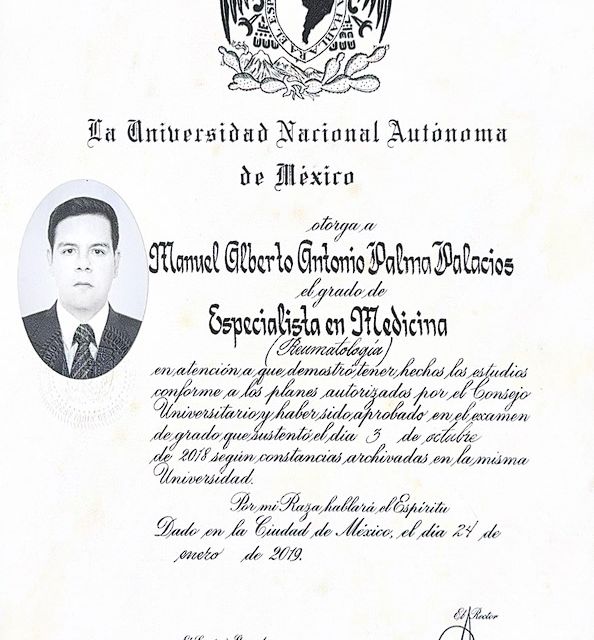 HABLARA EL ESP
La Universidad Nacional Autónoma
de México
otorga a
Manuel Alberto Antonio Palma Palacios
el grado de
Especialista en Medicina
(Reumatología)
en atención a que demostró tener hechos los estudios
conforme a los planes autorizados por el Consejo
Universitario y haber sido aprobado en el examen
de grado que sustentó el día 3 de octubre
de 2018 según constancias archivadas en la misma
Universidad.
Por mi Raza hablará el Espíritu
Dado en la Ciudad de México, el día 24 de
enero de 2019.
El Rector